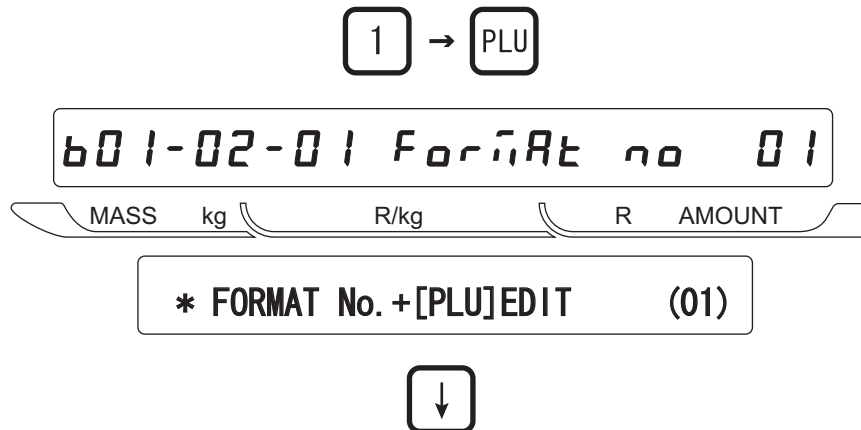 1 → PLU
b01-02-01 Format no 01
MASS kg R/kg R AMOUNT
* FORMAT No.+[PLU]EDIT (01)
↓